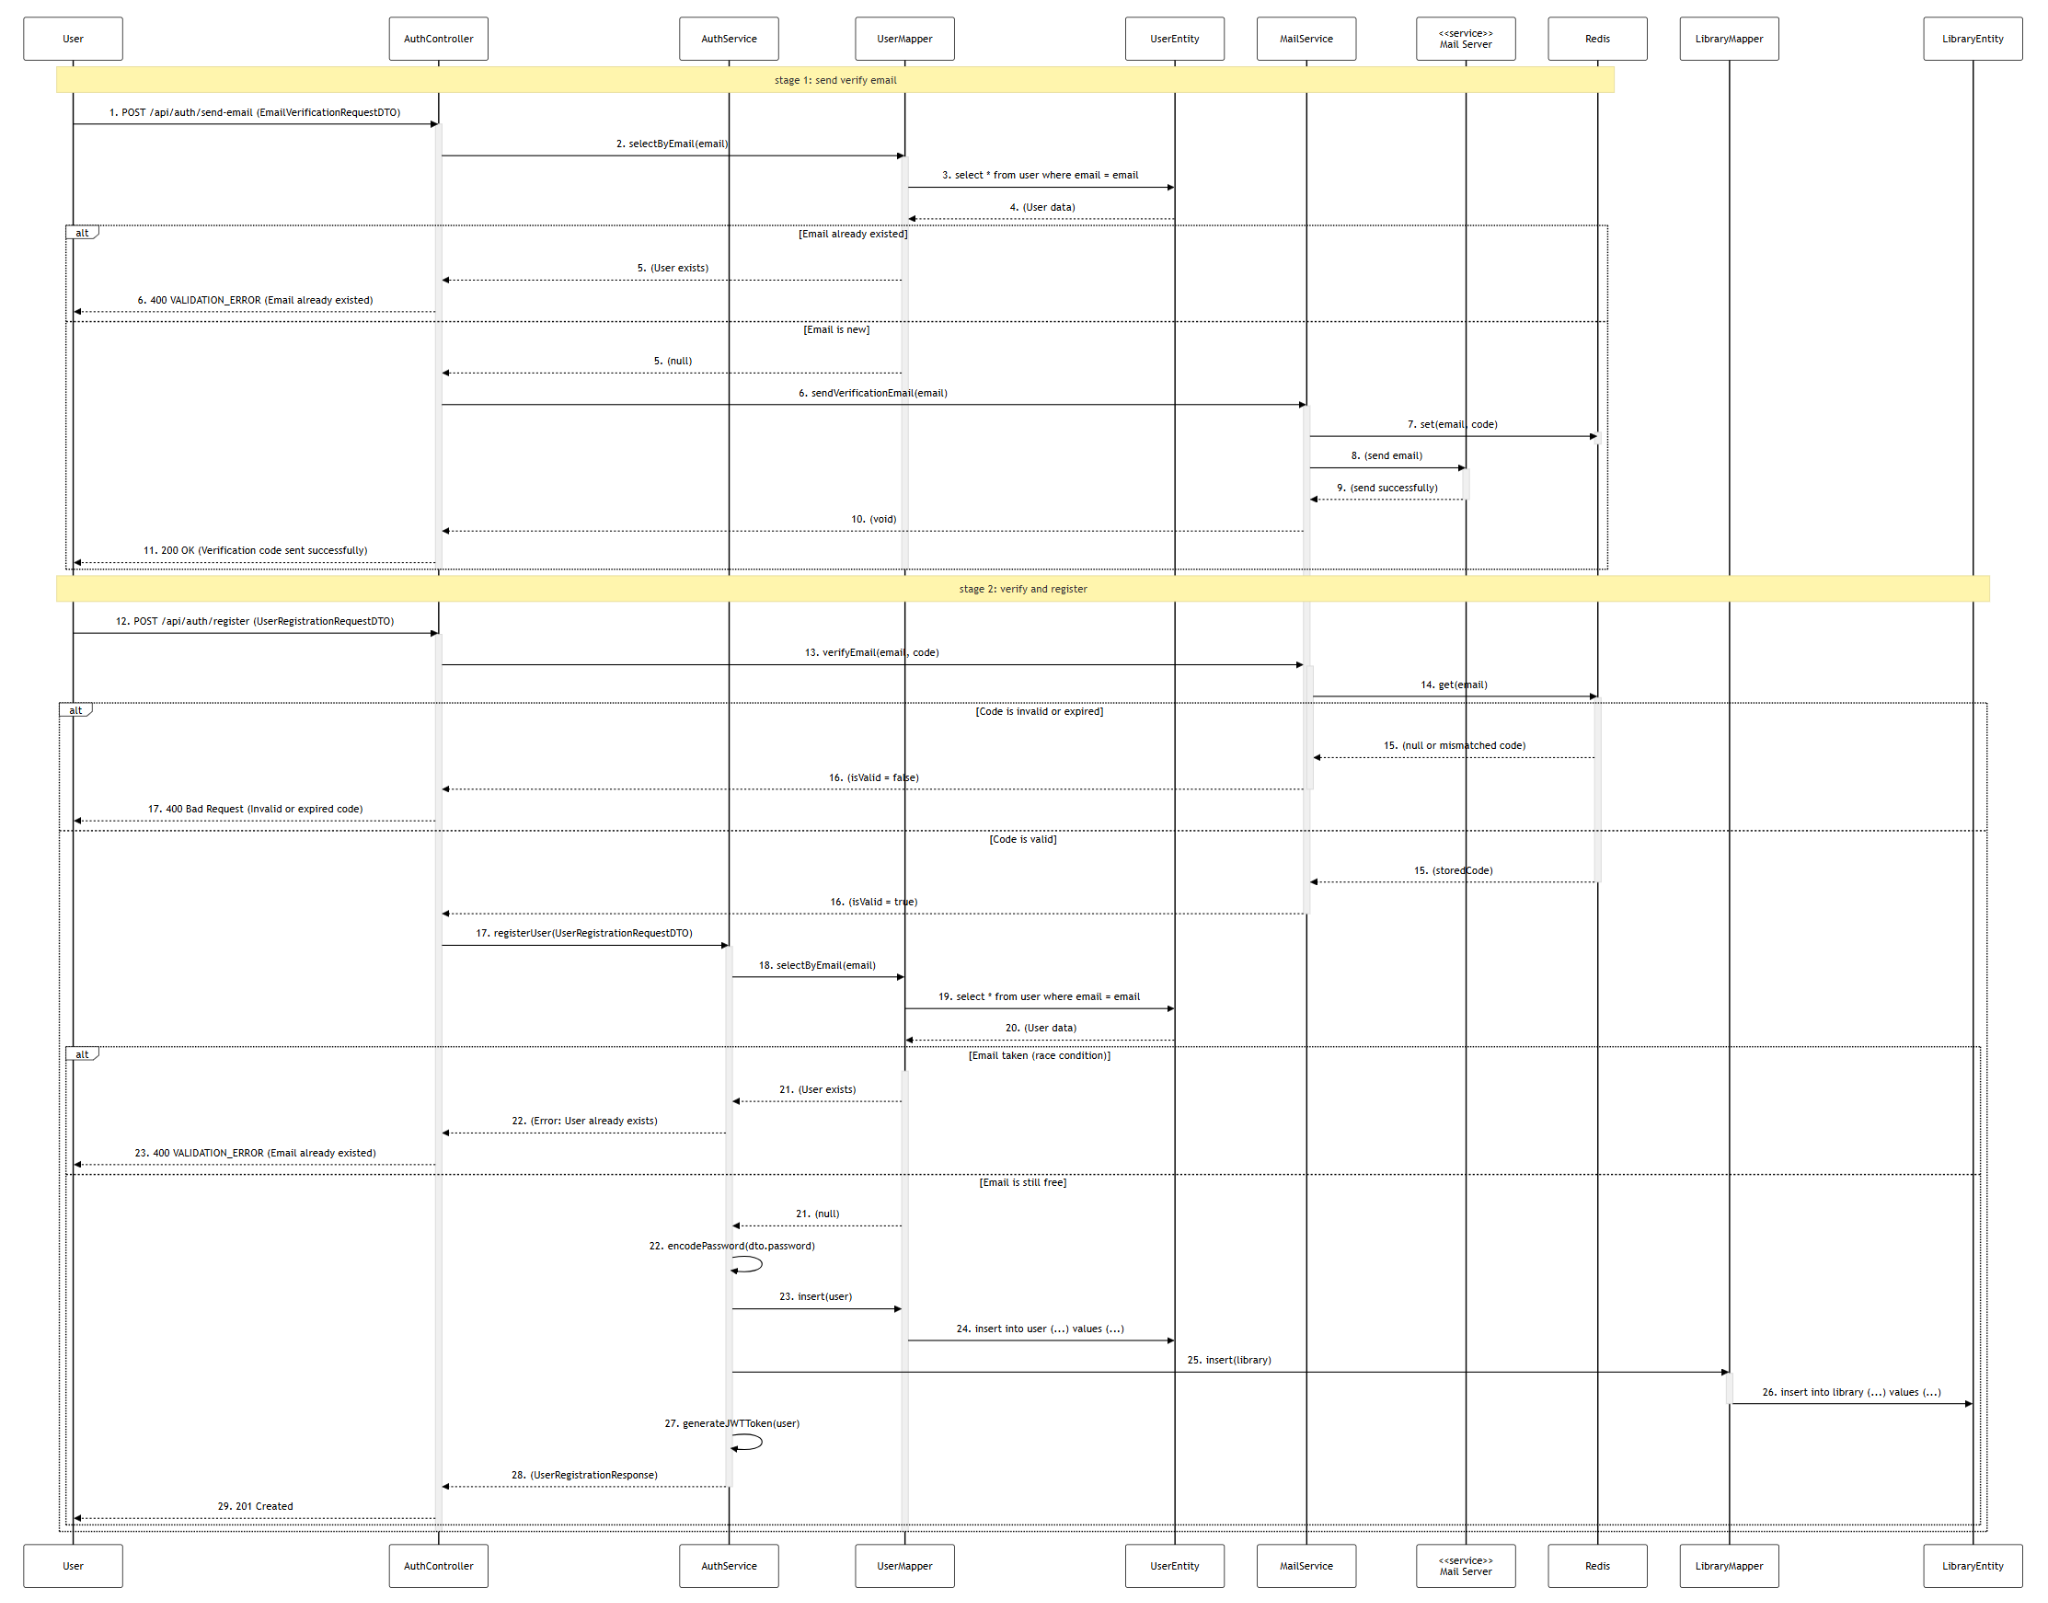 User
AuthController
AuthService
UserMapper
UserEntity
MailService
<<service>>
Mail Server
Redis
LibraryMapper
LibraryEntity
stage 1: send verify email
1. POST /api/auth/send-email (EmailVerificationRequestDTO)
2. selectByEmail(email)
3. select * from user where email = email
4. (User data)
alt
[Email already existed]
5. (User exists)
6. 400 VALIDATION_ERROR (Email already existed)
[Email is new]
5. (null)
6. sendVerificationEmail(email)
7. set(email, code)
8. (send email)
9. (send successfully)
10. (void)
11. 200 OK (Verification code sent successfully)
stage 2: verify and register
12. POST /api/auth/register (UserRegistrationRequestDTO)
13. verifyEmail(email, code)
14. get(email)
alt
[Code is invalid or expired]
15. (null or mismatched code)
16. (isValid = false)
17. 400 Bad Request (Invalid or expired code)
[Code is valid]
15. (storedCode)
16. (isValid = true)
17. registerUser(UserRegistrationRequestDTO)
18. selectByEmail(email)
19. select * from user where email = email
20. (User data)
alt
[Email taken (race condition)]
21. (User exists)
22. (Error: User already exists)
23. 400 VALIDATION_ERROR (Email already existed)
[Email is still free]
21. (null)
22. encodePassword(dto.password)
23. insert(user)
24. insert into user (...) values (...)
25. insert(library)
26. insert into library (...) values (...)
27. generateJWTToken(user)
28. (UserRegistrationResponse)
29. 201 Created
User
AuthController
AuthService
UserMapper
UserEntity
MailService
<<service>>
Mail Server
Redis
LibraryMapper
LibraryEntity